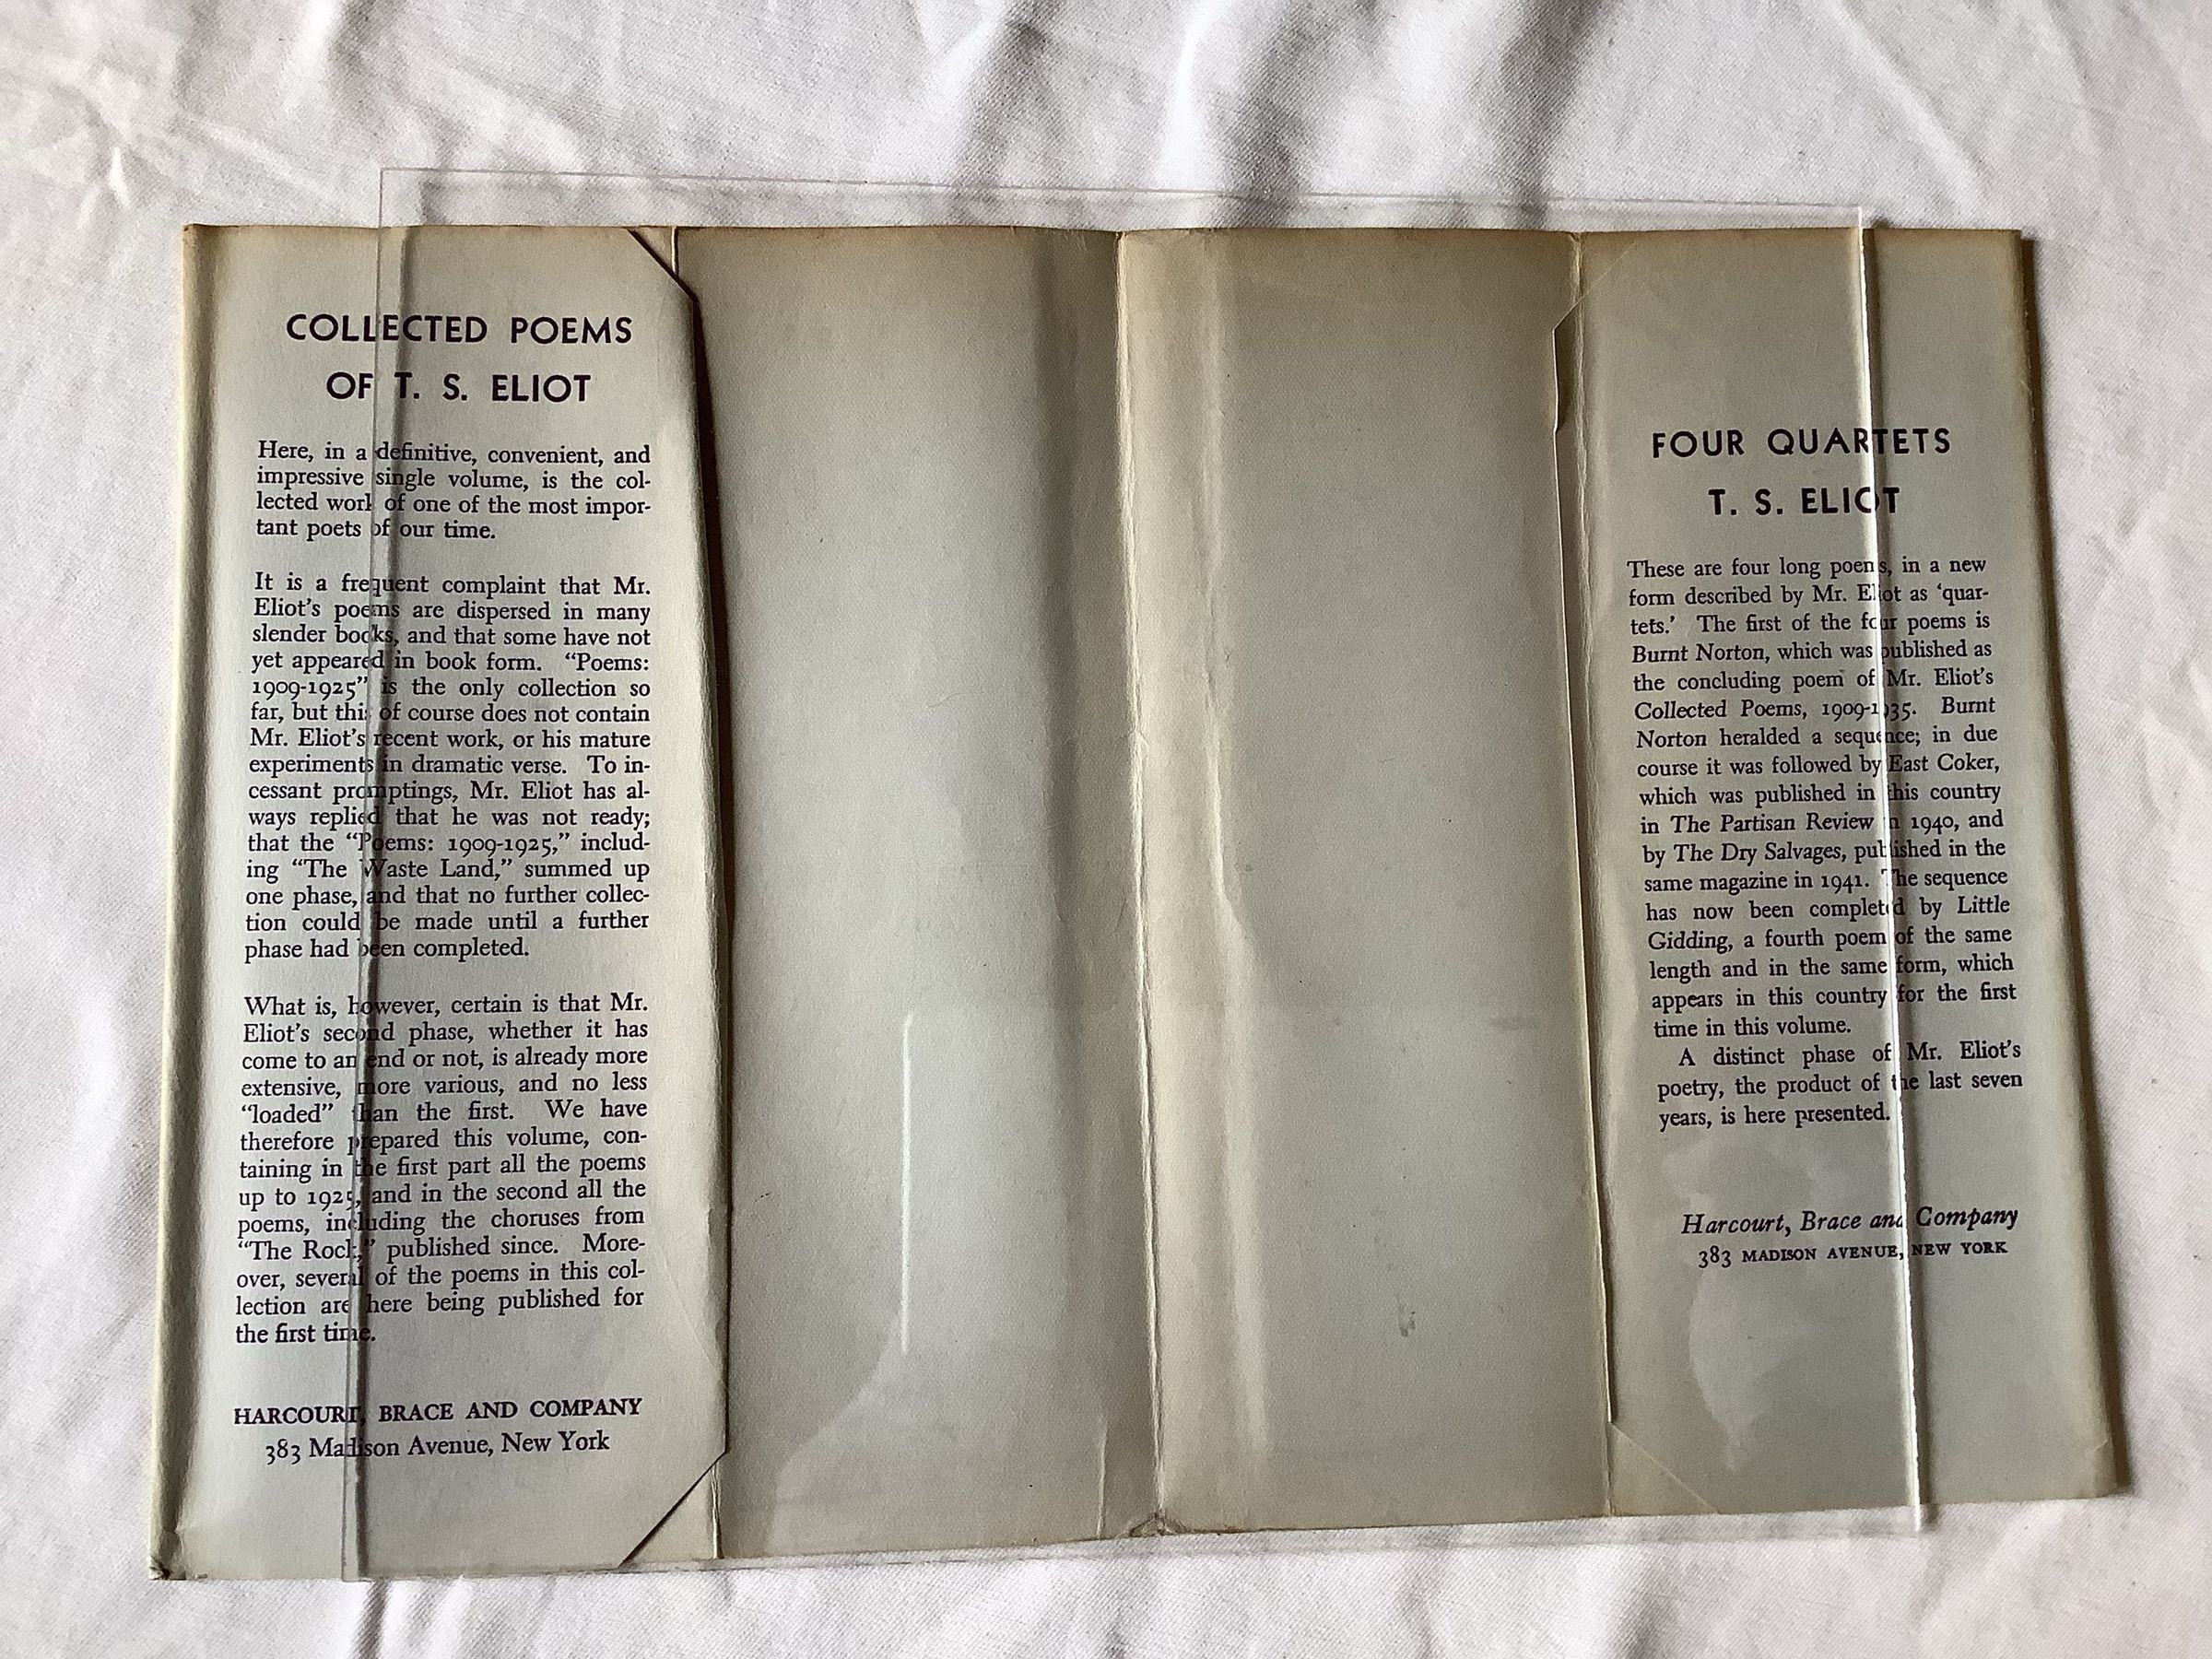 COLLECTED POEMS
OF T. S. ELIOT
Here, in a definitive, convenient, and
impressive single volume, is the col-
lected work of one of the most impor-
tant poets of our time.
It is a frequent complaint that Mr.
Eliot's poems are dispersed in many
slender books, and that some have not
yet appeared in book form. “Poems:
1909-1925” is the only collection so
far, but this of course does not contain
Mr. Eliot's recent work, or his mature
experiments in dramatic verse. To in-
cessant promptings, Mr. Eliot has al-
ways replied that he was not ready;
that the “Poems: 1909-1925,” includ-
ing “The Waste Land,” summed up
one phase, and that no further collec-
tion could be made until a further
phase had been completed.
What is, however, certain is that Mr.
Eliot's second phase, whether it has
come to an end or not, is already more
extensive, more various, and no less
“loaded” than the first. We have
therefore prepared this volume, con-
taining in the first part all the poems
up to 1925, and in the second all the
poems, including the choruses from
“The Rock,” published since. More-
over, several of the poems in this col-
lection are here being published for
the first time.
HARCOURT, BRACE AND COMPANY
383 Madison Avenue, New York
FOUR QUARTETS
T. S. ELIOT
These are four long poems, in a new
form described by Mr. Eliot as ‘quar-
tets.’ The first of the four poems is
Burnt Norton, which was published as
the concluding poem of Mr. Eliot's
Collected Poems, 1909-1935. Burnt
Norton heralded a sequence; in due
course it was followed by East Coker,
which was published in this country
in The Partisan Review in 1940, and
by The Dry Salvages, published in the
same magazine in 1941. The sequence
has now been completed by Little
Gidding, a fourth poem of the same
length and in the same form, which
appears in this country for the first
time in this volume.
A distinct phase of Mr. Eliot's
poetry, the product of the last seven
years, is here presented.
Harcourt, Brace and Company
383 MADISON AVENUE, NEW YORK